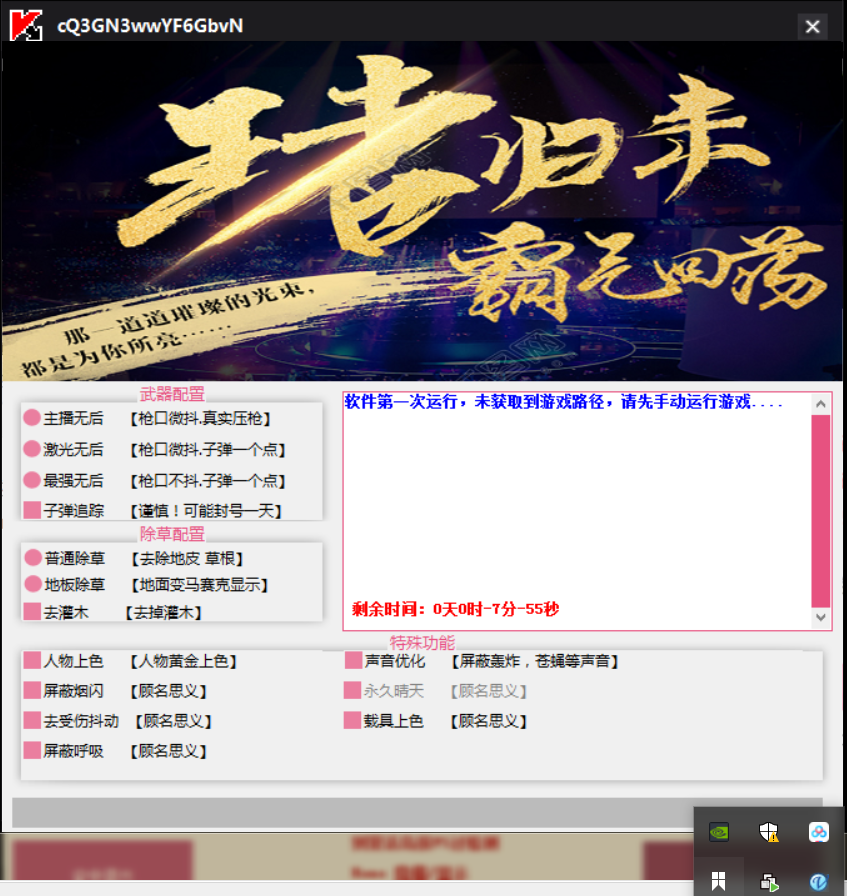 cQ3GN3wwYF6GbvN
王者归来
霸气回荡
那一道道璀璨的光束，
都是为你所亮……
武器配置
主播无后 【枪口微抖.真实压枪】
激光无后 【枪口微抖.子弹一个点】
最强无后 【枪口不抖.子弹一个点】
子弹追踪 【谨慎！可能封号一天】
除草配置
普通除草 【去除地皮 草根】
地板除草 【地面变马赛克显示】
去灌木 【去掉灌木】
软件第一次运行，未获取到游戏路径，请先手动运行游戏....
剩余时间：0天0时-7分-55秒
特殊功能
人物上色 【人物黄金上色】
声音优化 【屏蔽轰炸，苍蝇等声音】
屏蔽烟闪 【顾名思义】
永久晴天 【顾名思义】
去受伤抖动 【顾名思义】
载具上色 【顾名思义】
屏蔽呼吸 【顾名思义】